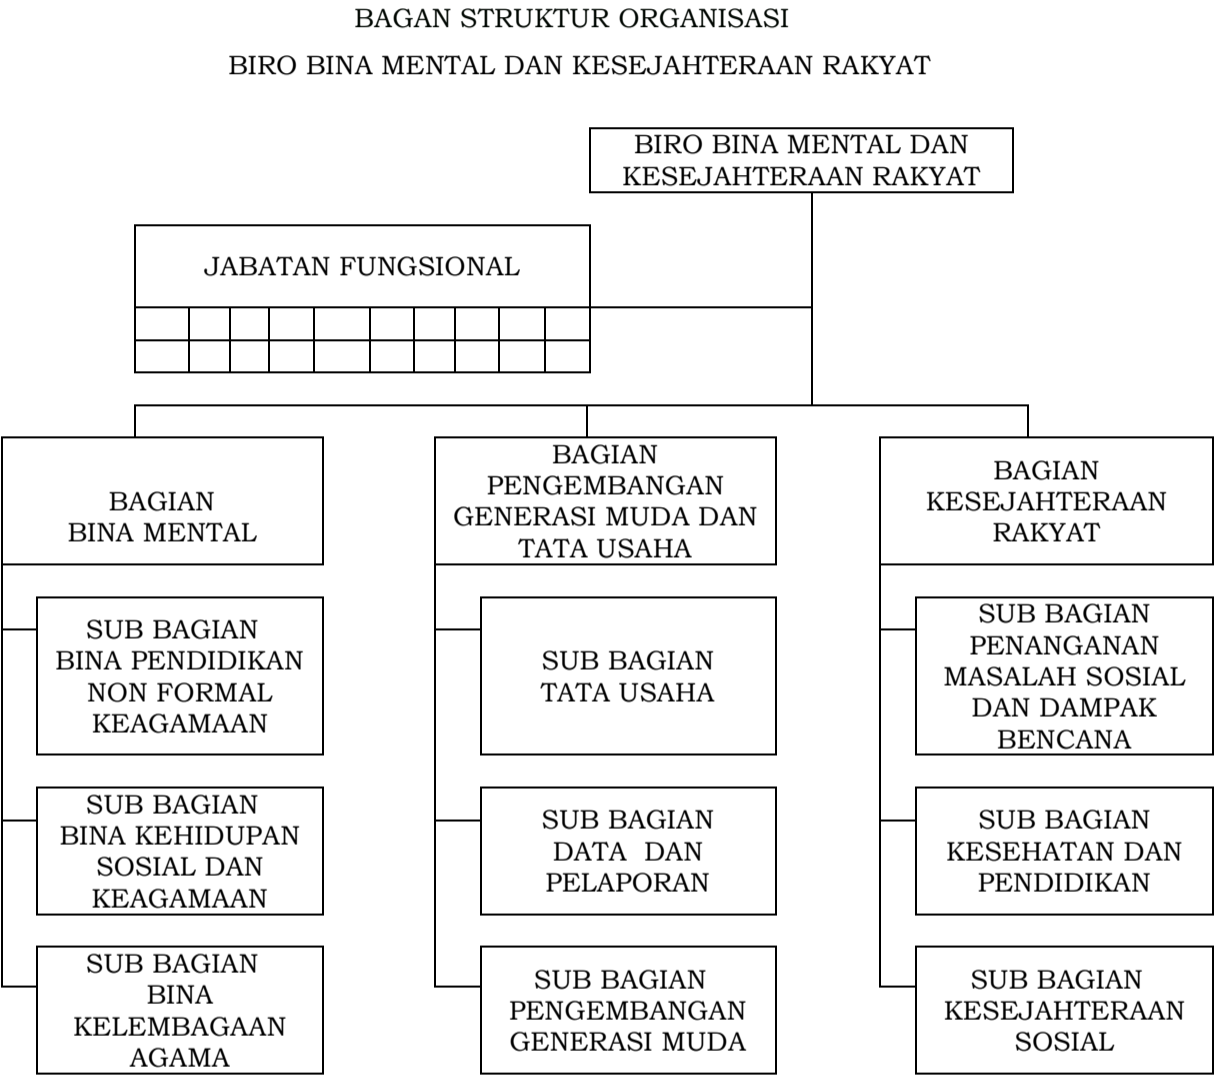 BAGAN STRUKTUR ORGANISASI
BIRO BINA MENTAL DAN KESEJAHTERAAN RAKYAT
BIRO BINA MENTAL DAN
KESEJAHTERAAN RAKYAT
JABATAN FUNGSIONAL
BAGIAN
BINA MENTAL
BAGIAN
PENGEMBANGAN
GENERASI MUDA DAN
TATA USAHA
BAGIAN
KESEJAHTERAAN
RAKYAT
SUB BAGIAN
BINA PENDIDIKAN
NON FORMAL
KEAGAMAAN
SUB BAGIAN
TATA USAHA
SUB BAGIAN
PENANGANAN
MASALAH SOSIAL
DAN DAMPAK
BENCANA
SUB BAGIAN
BINA KEHIDUPAN
SOSIAL DAN
KEAGAMAAN
SUB BAGIAN
DATA DAN
PELAPORAN
SUB BAGIAN
KESEHATAN DAN
PENDIDIKAN
SUB BAGIAN
BINA
KELEMBAGAAN
AGAMA
SUB BAGIAN
PENGEMBANGAN
GENERASI MUDA
SUB BAGIAN
KESEJAHTERAAN
SOSIAL